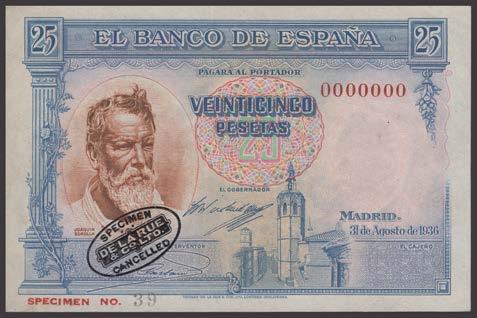 25 EL BANCO DE ESPAÑA 25
PAGARÁ AL PORTADOR
0000000
VEINTICINCO
PESETAS
25
EL GOBERNADOR
JOAQUIN
SOROLLA
MADRID.
31 de Agosto de 1936
INTERVENTOR
EL CAJERO
SPECIMEN
DE LA RUE
& CO. LTD.
CANCELLED
SPECIMEN NO. 39